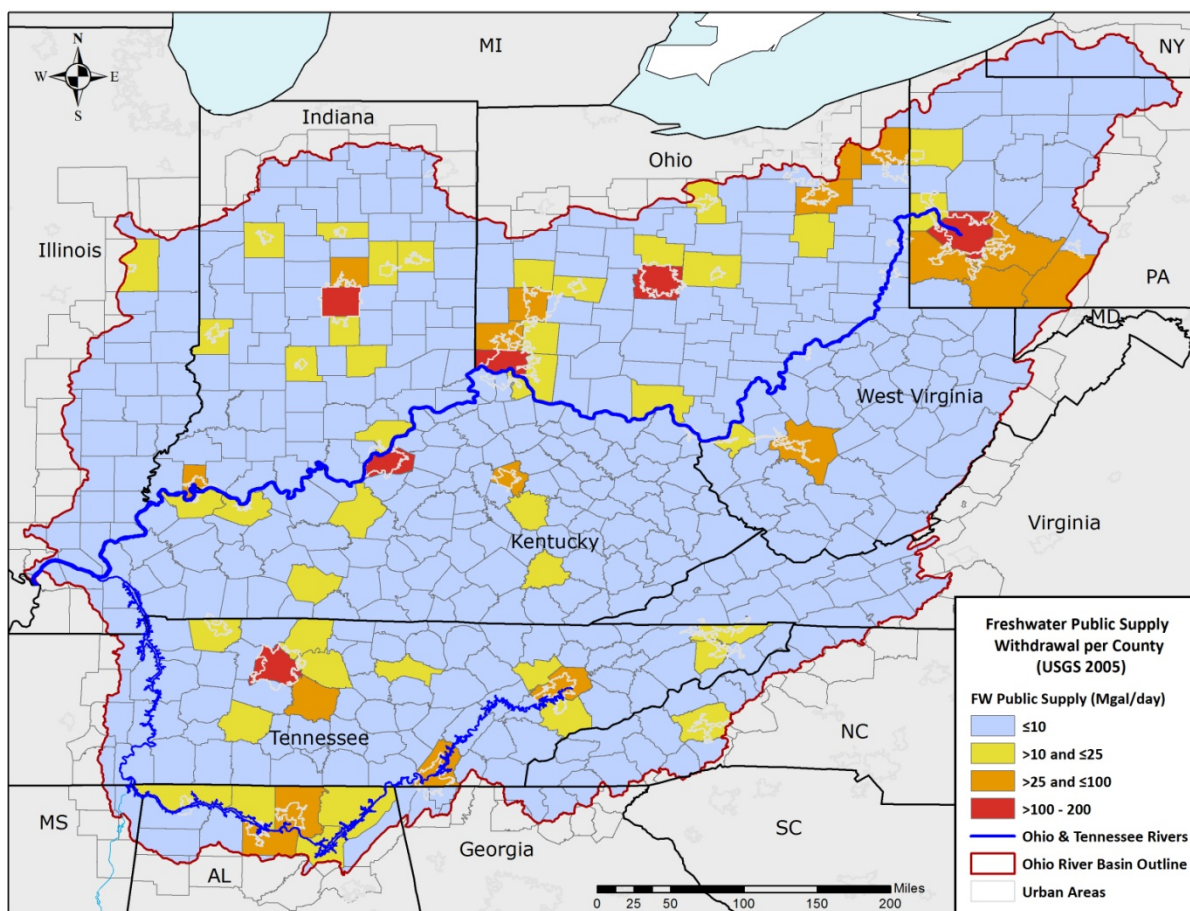 MI
NY
N
W E
S
Indiana
Ohio
Illinois
PA
MD
West Virginia
Virginia
Kentucky
Tennessee
NC
MS
AL
Georgia
SC
Freshwater Public Supply
Withdrawal per County
(USGS 2005)
FW Public Supply (Mgal/day)
≤10
>10 and ≤25
>25 and ≤100
>100 - 200
Ohio & Tennessee Rivers
Ohio River Basin Outline
Urban Areas
Miles
0 25 50 100 150 200